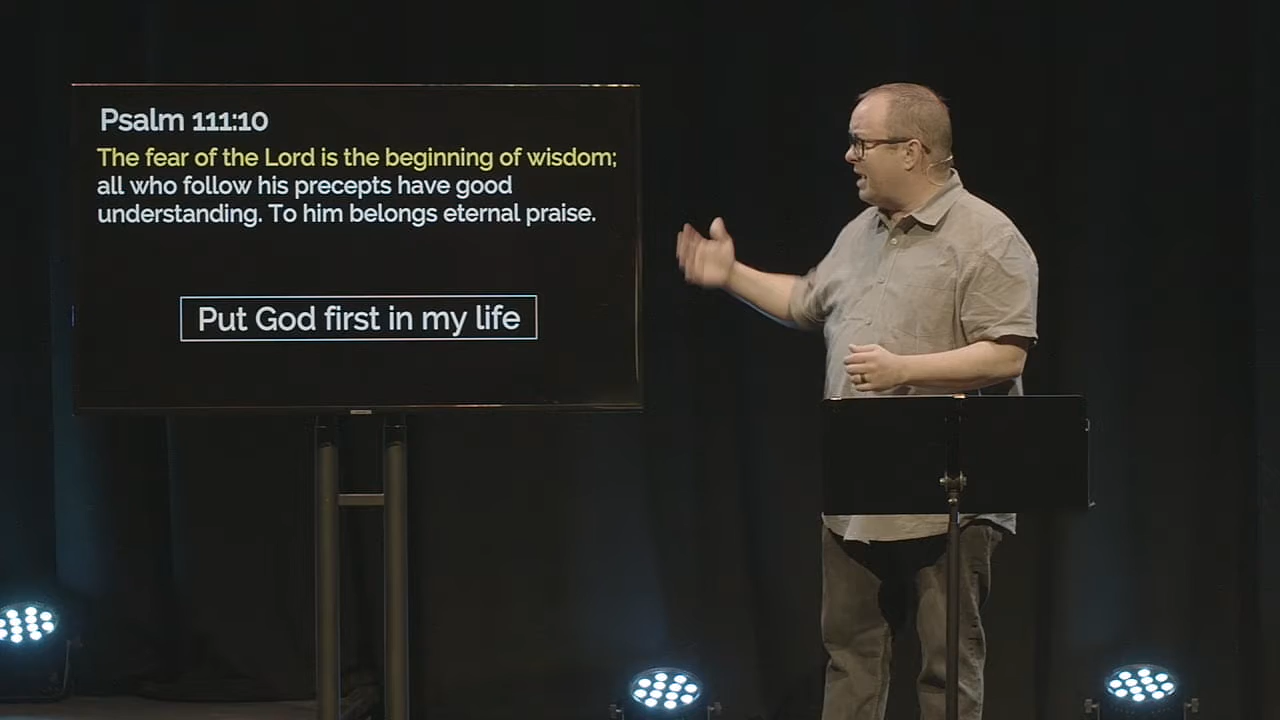 Psalm 111:10
The fear of the Lord is the beginning of wisdom;
all who follow his precepts have good
understanding. To him belongs eternal praise.
Put God first in my life